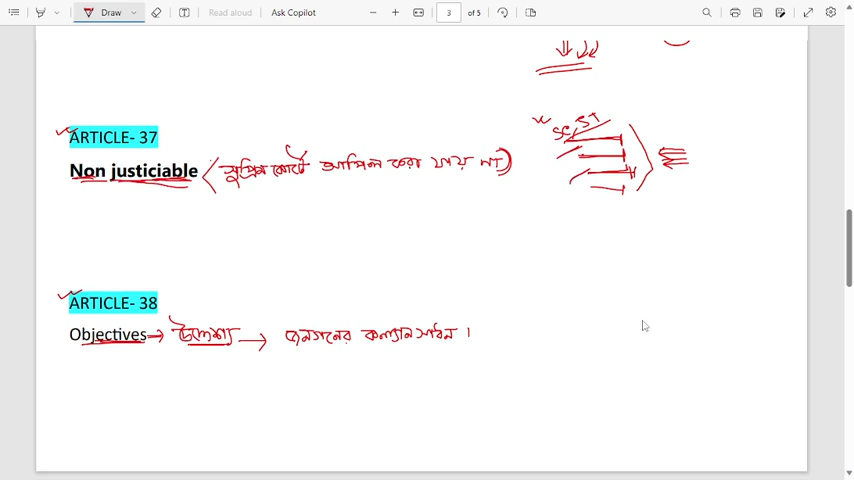 Draw
Read aloud
Ask Copilot
3 of 5
SC, ST
ARTICLE- 37
Non justiciable (সুপ্রিম কোর্টে আপিল করা যায় না)
ARTICLE- 38
Objectives → উদ্দেশ্য → জনগনের কল্যান সাধন ।